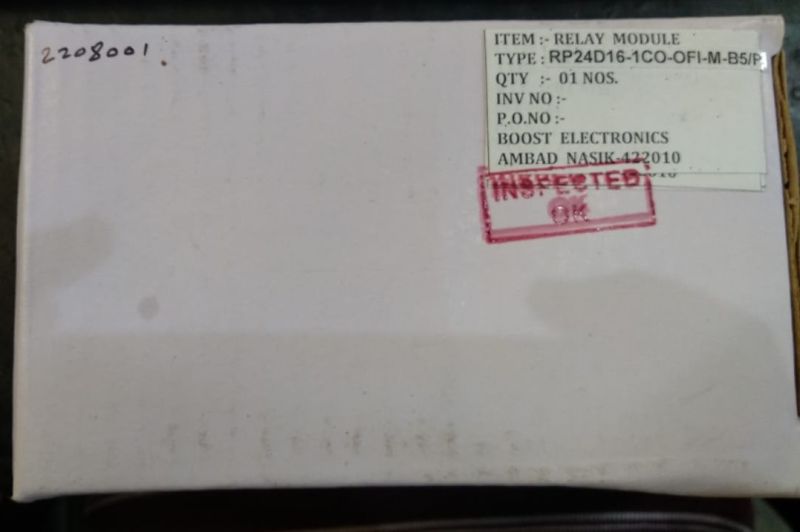 2208001.
ITEM :- RELAY MODULE
TYPE : RP24D16-1CO-OFI-M-B5/P
QTY :- 01 NOS.
INV NO :-
P.O.NO :-
BOOST ELECTRONICS
AMBAD NASIK-422010
INSPECTED
OK